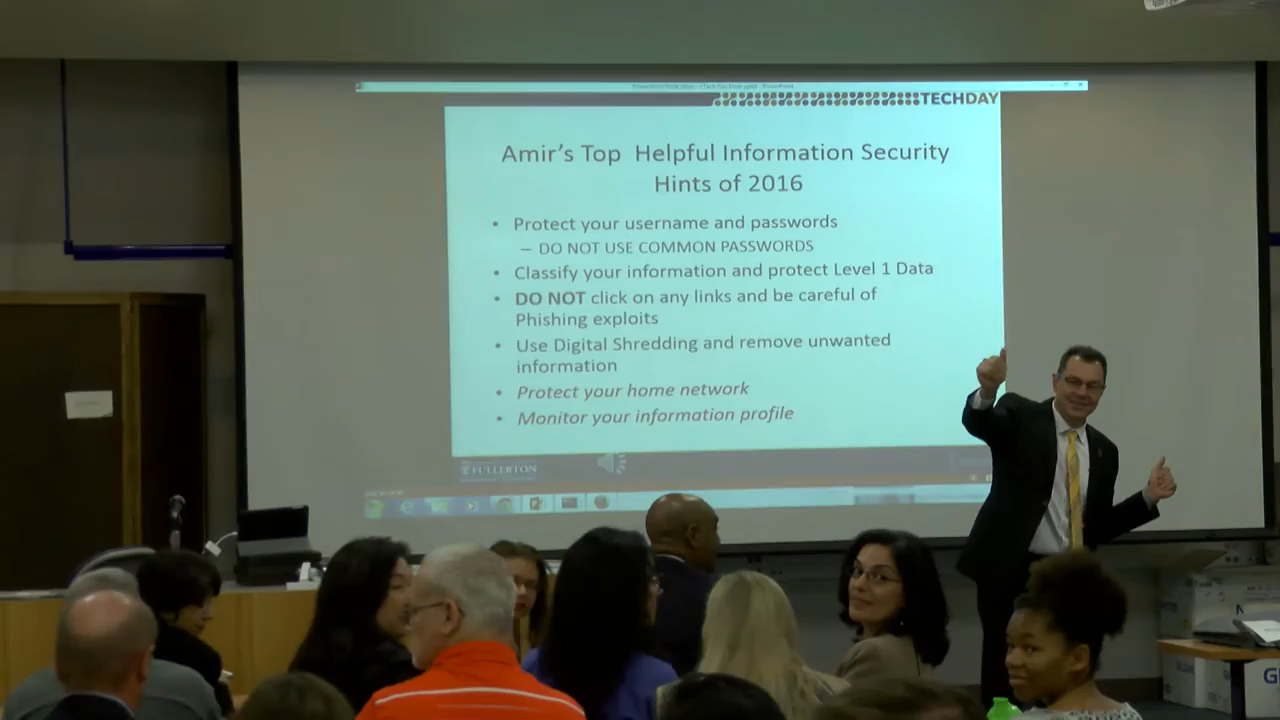 TECHDAY
Amir's Top Helpful Information Security
Hints of 2016
• Protect your username and passwords
– DO NOT USE COMMON PASSWORDS
• Classify your information and protect Level 1 Data
• DO NOT click on any links and be careful of
Phishing exploits
• Use Digital Shredding and remove unwanted
information
• Protect your home network
• Monitor your information profile
FULLERTON